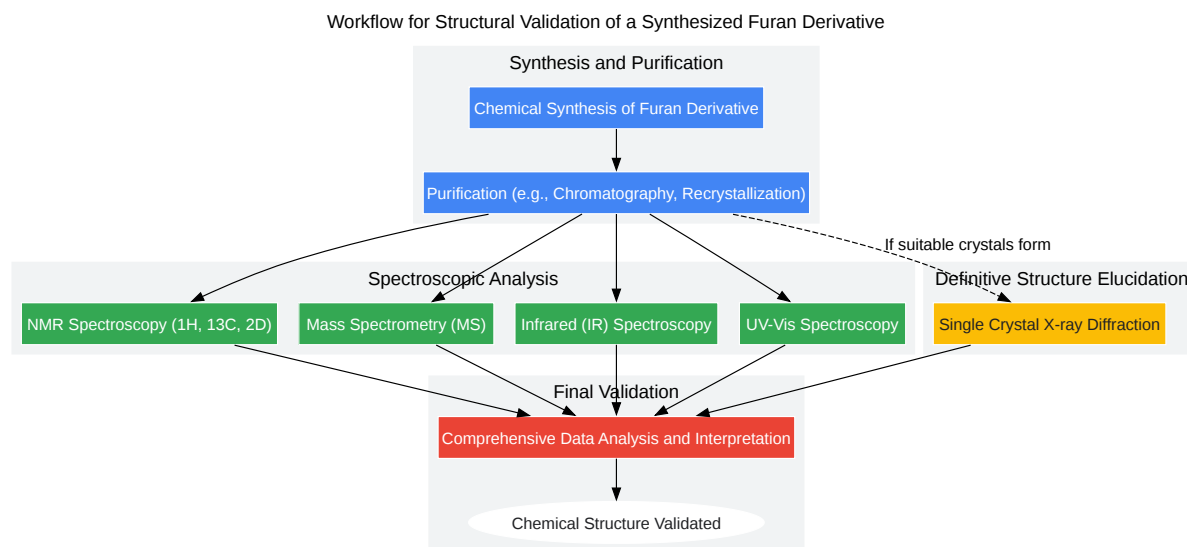 Workflow for Structural Validation of a Synthesized Furan Derivative
Synthesis and Purification
Chemical Synthesis of Furan Derivative
Purification (e.g., Chromatography, Recrystallization)
If suitable crystals form
Spectroscopic Analysis
Definitive Structure Elucidation
NMR Spectroscopy (1H, 13C, 2D)
Mass Spectrometry (MS)
Infrared (IR) Spectroscopy
UV-Vis Spectroscopy
Single Crystal X-ray Diffraction
Final Validation
Comprehensive Data Analysis and Interpretation
Chemical Structure Validated